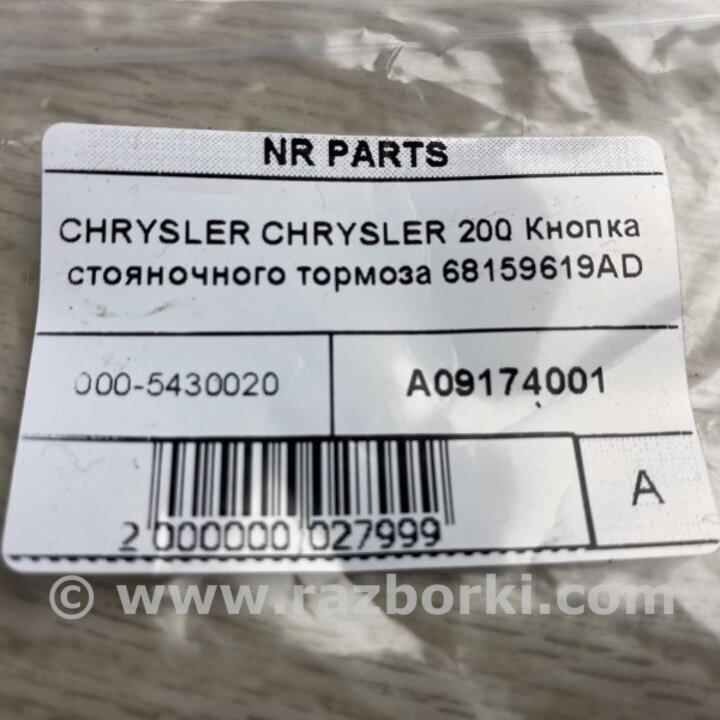 NR PARTS
CHRYSLER CHRYSLER 200 Кнопка
стояночного тормоза 68159619AD
000-5430020
A09174001
A
2 000000 027999
© www.razborki.com